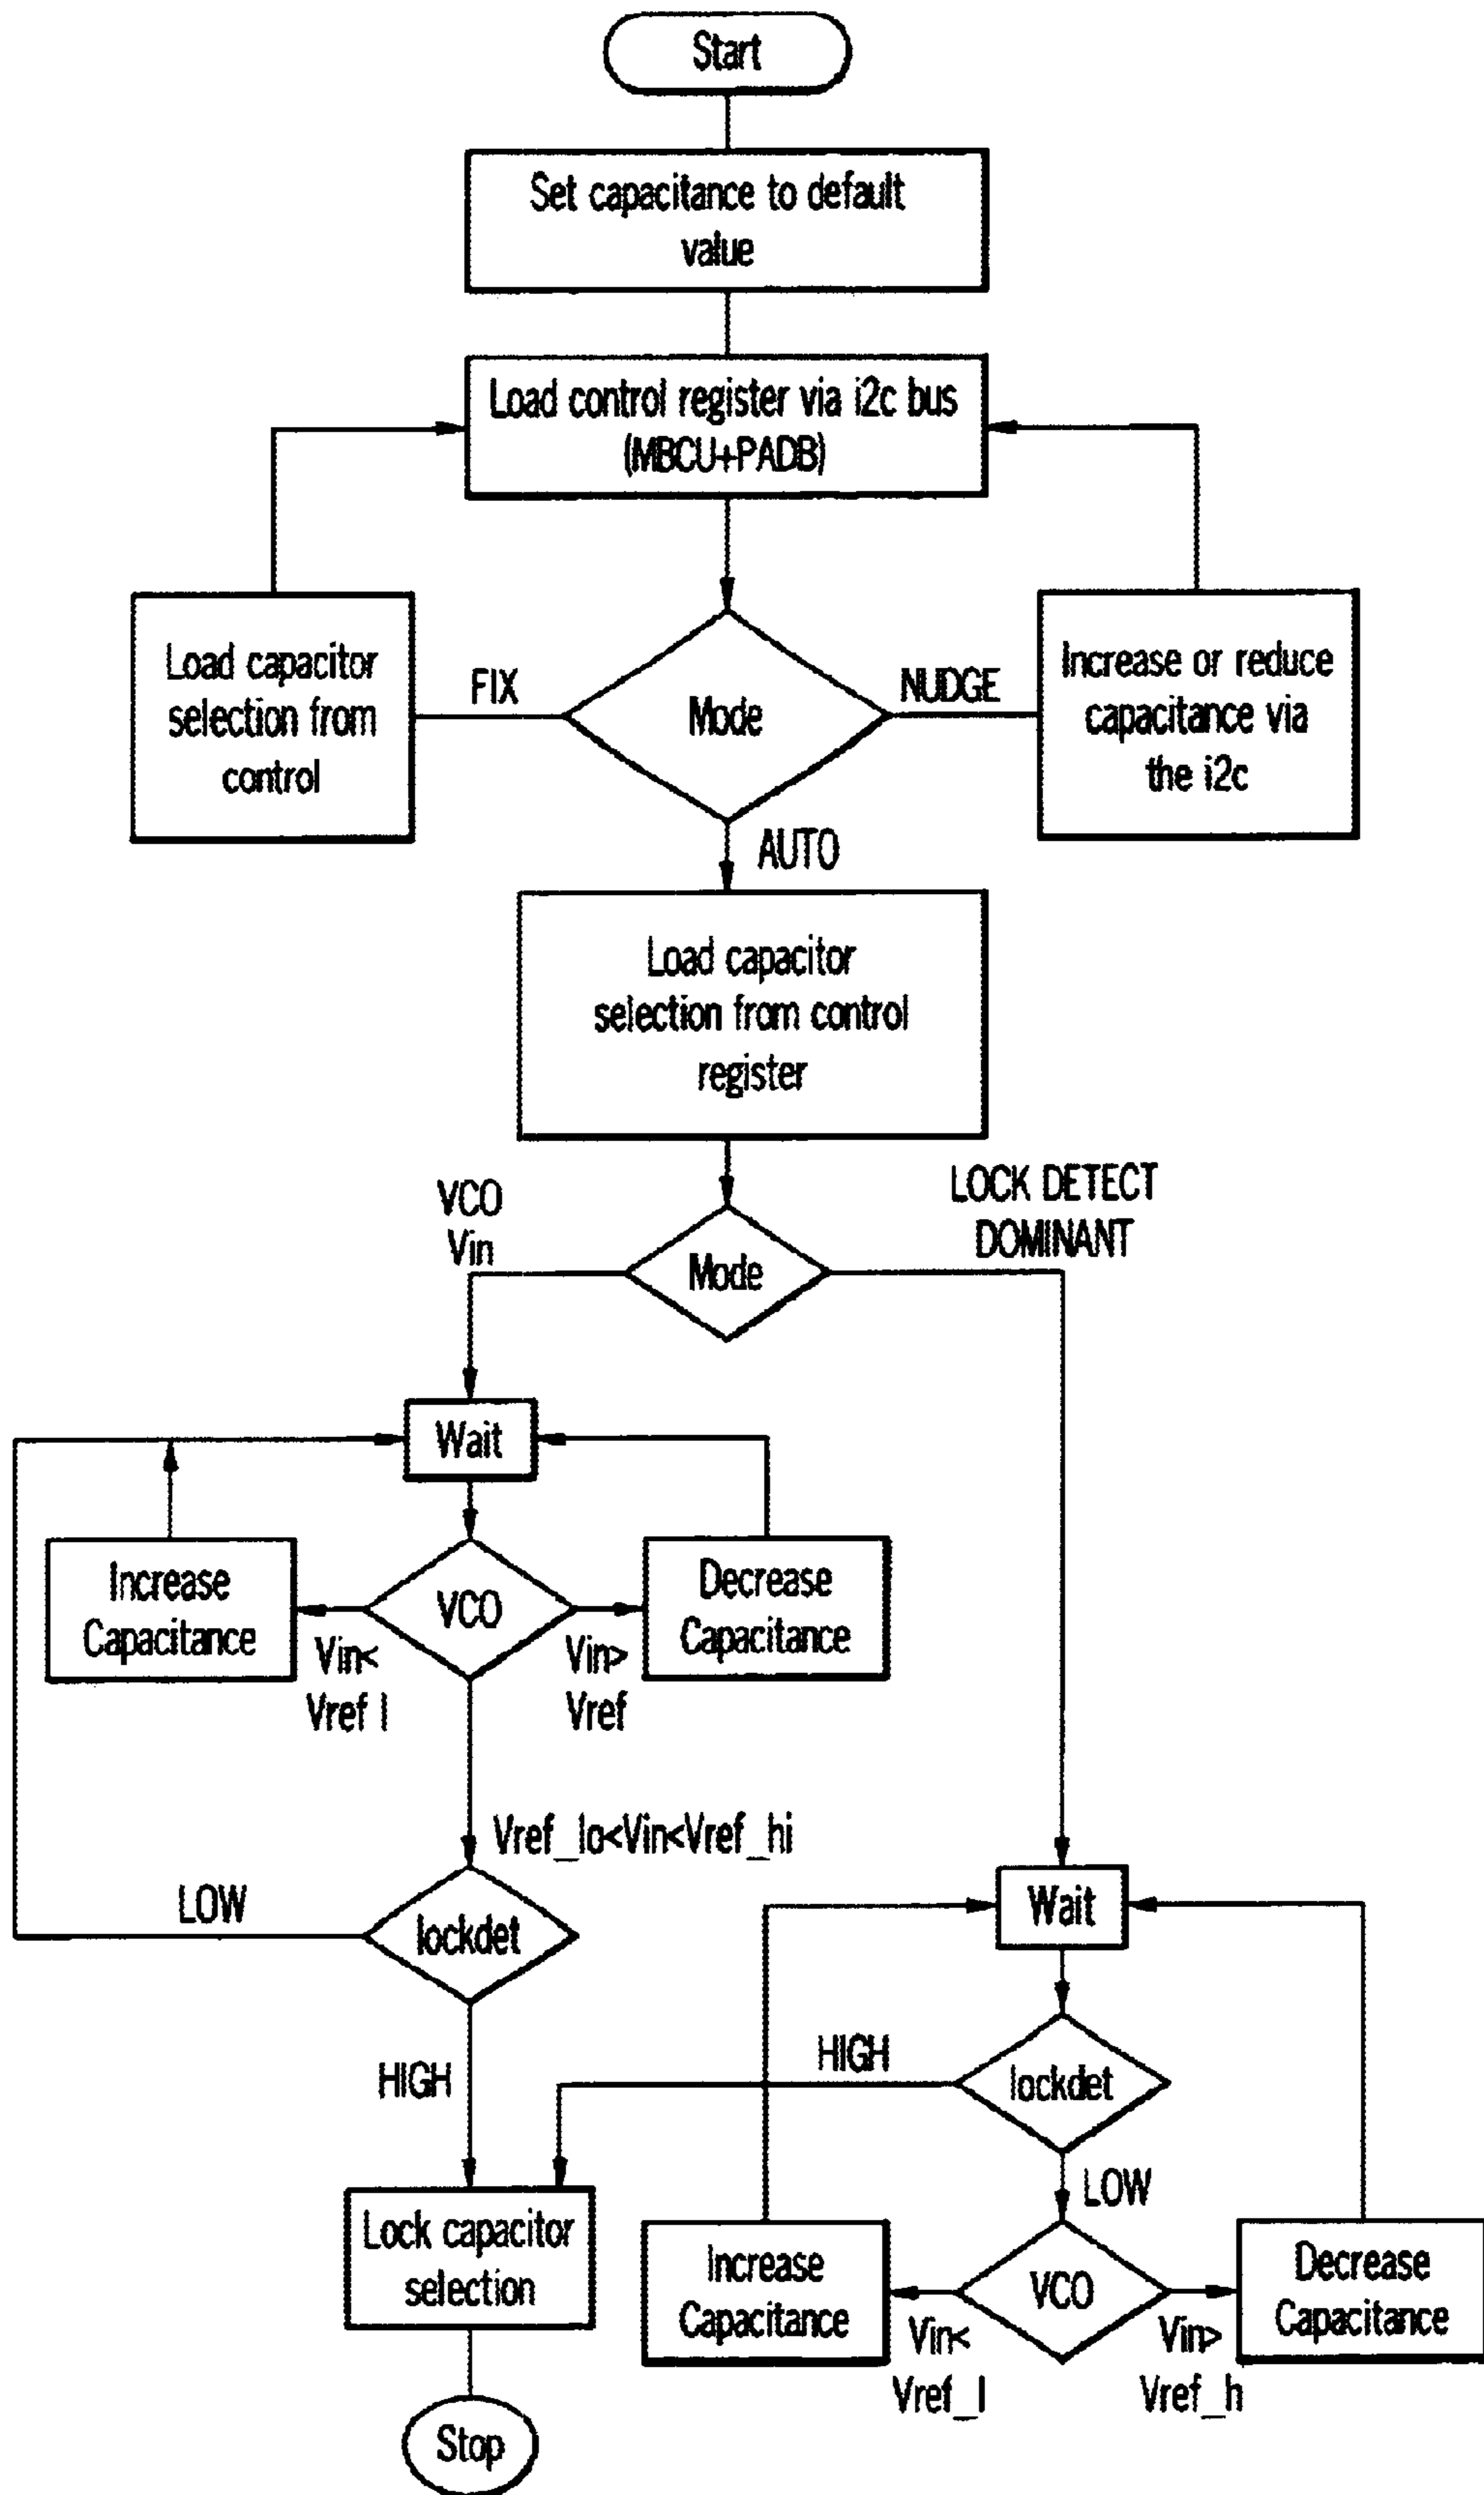 Start
Set capacitance to default
value
Load control register via i2c bus
(MBCU+PADB)
Load capacitor
selection from
control
FIX
Mode
NUDGE
Increase or reduce
capacitance via
the i2c
AUTO
Load capacitor
selection from control
register
VCO
Vin
Mode
LOCK DETECT
DOMINANT
Wait
Increase
Capacitance
Vin<
Vref l
VCO
Vin>
Vref
Decrease
Capacitance
Vref_lo<Vin<Vref_hi
LOW
lockdet
HIGH
Wait
HIGH
lockdet
LOW
Lock capacitor
selection
Increase
Capacitance
Vin<
Vref_l
VCO
Vin>
Vref_h
Decrease
Capacitance
Stop